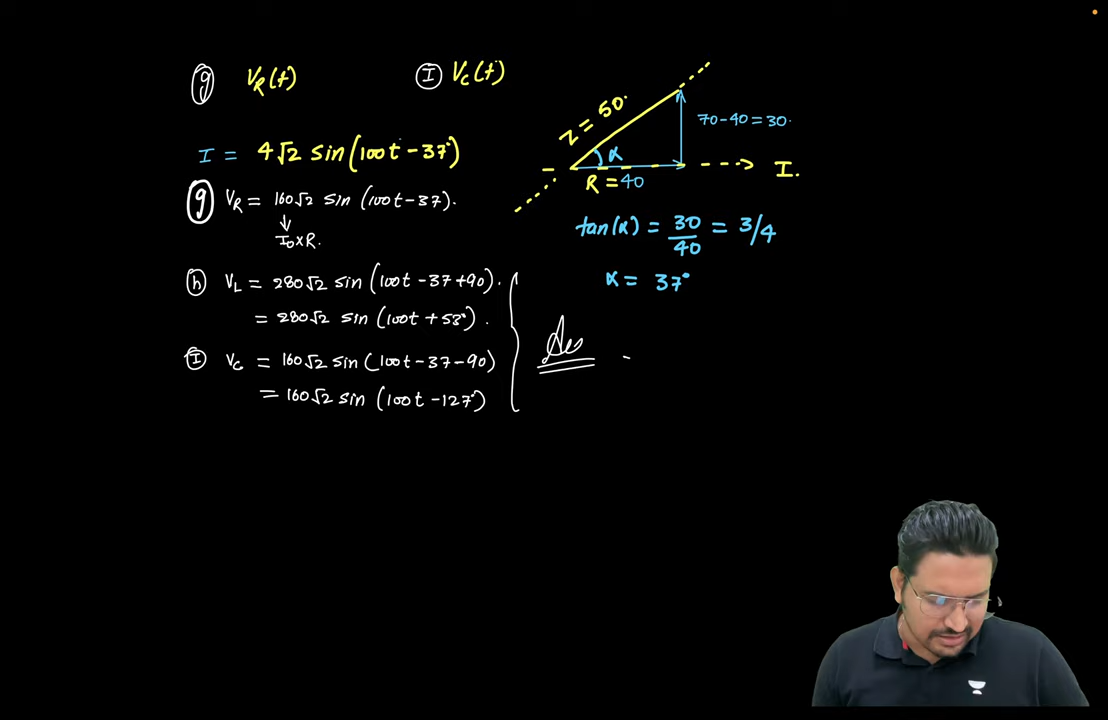 g V_R(t) I V_C(t)
I = 4√2 sin(100t - 37°)
g V_R = 160√2 sin (100t - 37).
↓
I₀ × R.
h V_L = 280√2 sin (100t - 37 + 90).
= 280√2 sin (100t + 53°).
I V_C = 160√2 sin (100t - 37 - 90)
= 160√2 sin (100t - 127°)
Ans
Z = 50.
70 - 40 = 30.
α
I.
R = 40
tan(α) = 30/40 = 3/4
α = 37°